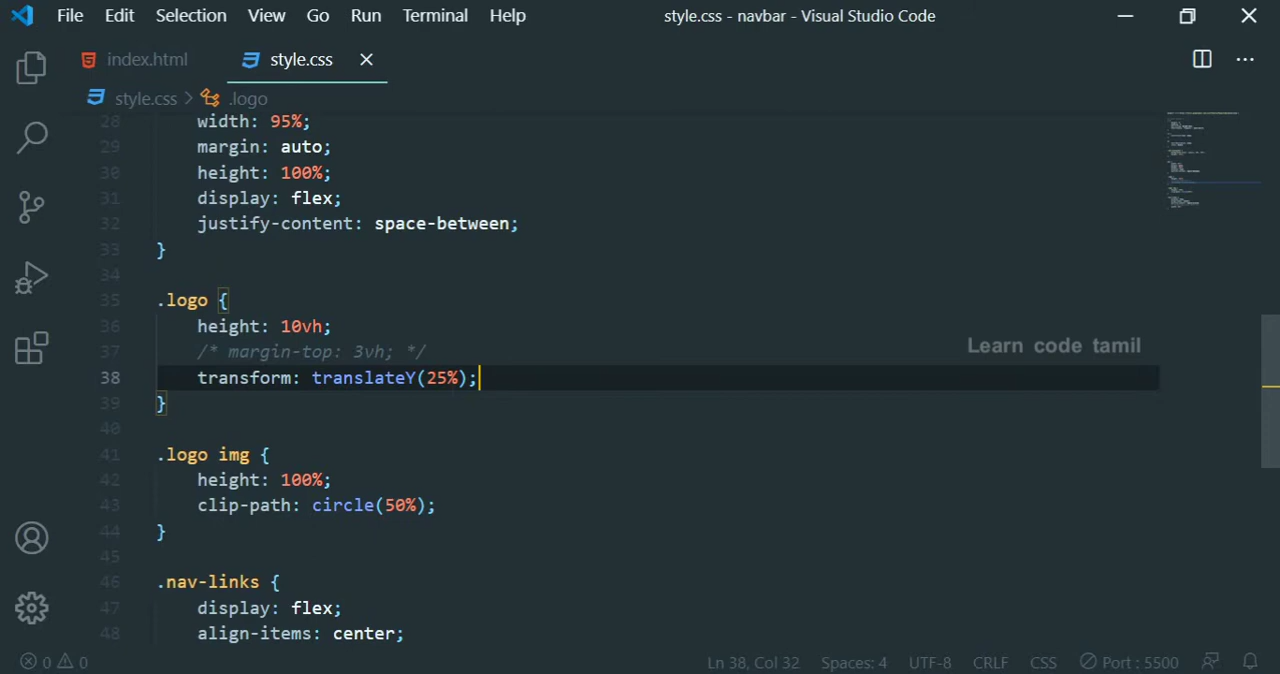 File Edit Selection View Go Run Terminal Help style.css - navbar - Visual Studio Code
index.html style.css
style.css > .logo
28 width: 95%;
29 margin: auto;
30 height: 100%;
31 display: flex;
32 justify-content: space-between;
33 }
34
35 .logo {
36 height: 10vh;
37 /* margin-top: 3vh; */
Learn code tamil
38 transform: translateY(25%);
39 }
40
41 .logo img {
42 height: 100%;
43 clip-path: circle(50%);
44 }
45
46 .nav-links {
47 display: flex;
48 align-items: center;
0 0 Ln 38, Col 32 Spaces: 4 UTF-8 CRLF CSS Port : 5500